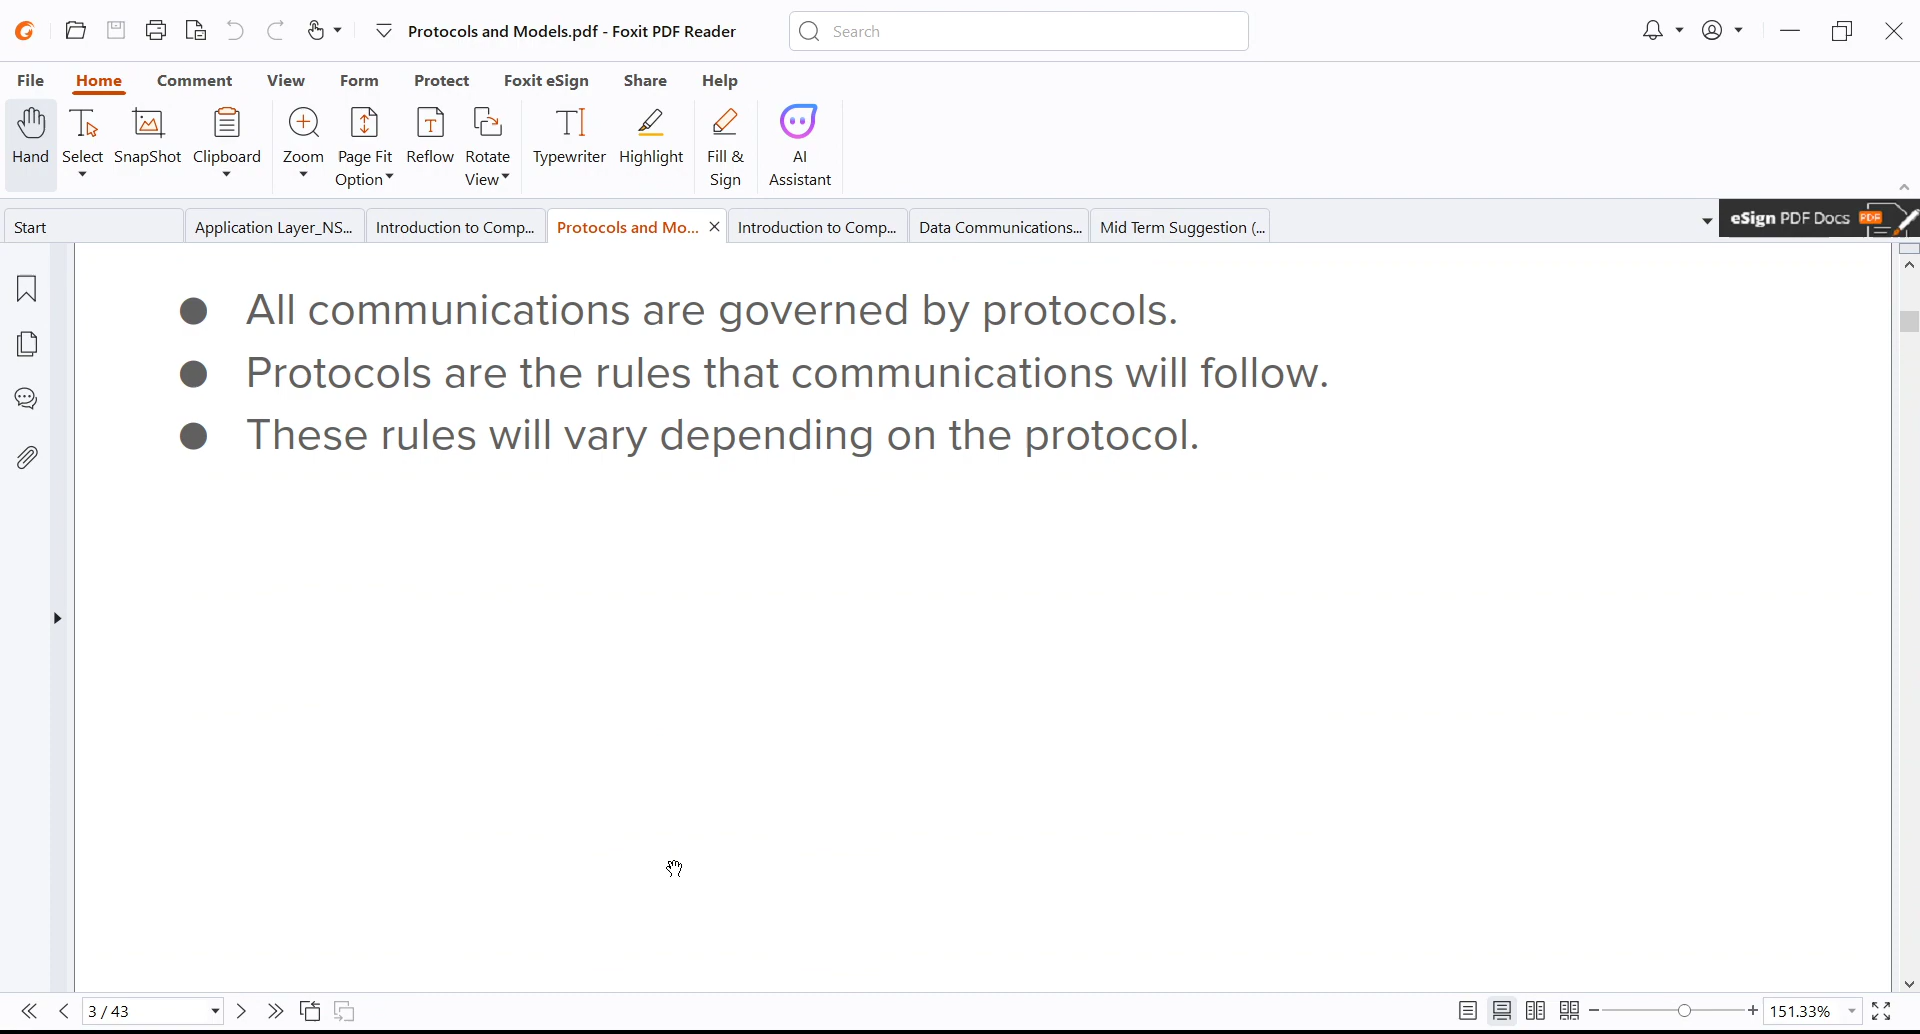 Protocols and Models.pdf - Foxit PDF Reader
Search
File Home Comment View Form Protect Foxit eSign Share Help
Hand Select SnapShot Clipboard Zoom Page Fit Option Reflow Rotate View Typewriter Highlight Fill & Sign AI Assistant
Start Application Layer_NS... Introduction to Comp... Protocols and Mo... Introduction to Comp... Data Communications... Mid Term Suggestion (... eSign PDF Docs PDF
● All communications are governed by protocols.
● Protocols are the rules that communications will follow.
● These rules will vary depending on the protocol.
3 / 43 151.33%